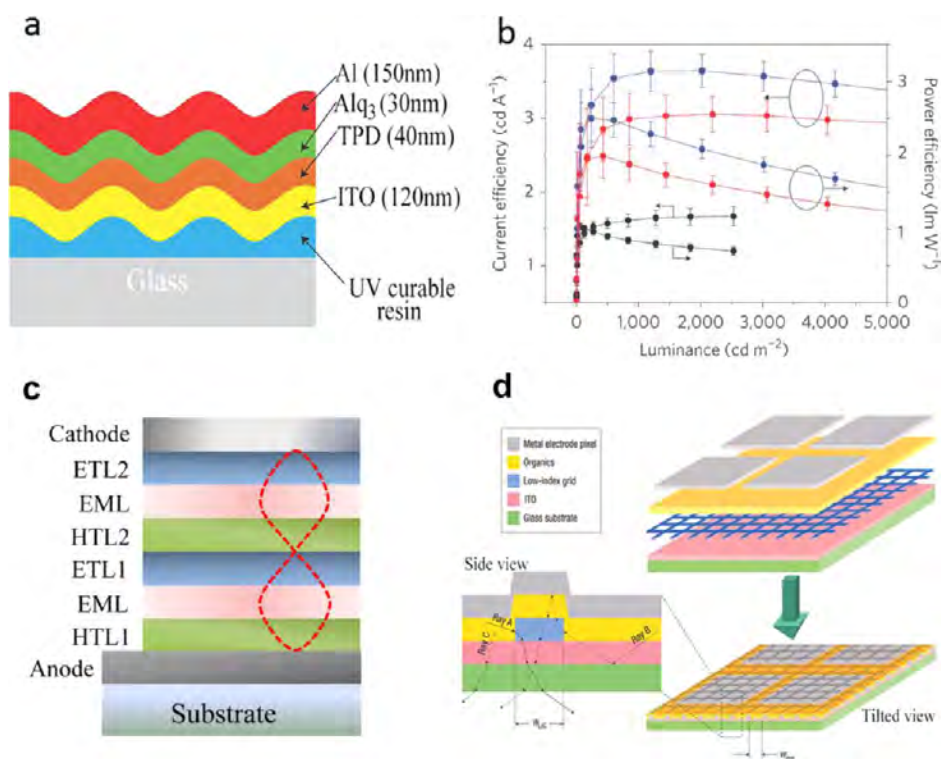 a
Al (150nm)
Alq₃ (30nm)
TPD (40nm)
ITO (120nm)
UV curable
resin
Glass
b
Current efficiency (cd A⁻¹)
4
3
2
1
Power efficiency (lm W⁻¹)
3
2
1
0
0
1,000
2,000
3,000
4,000
5,000
Luminance (cd m⁻²)
c
Cathode
ETL2
EML
HTL2
ETL1
EML
HTL1
Anode
Substrate
d
Metal electrode pixel
Organics
Low-index grid
ITO
Glass substrate
Side view
Ray A
Ray C
Ray B
Tilted view